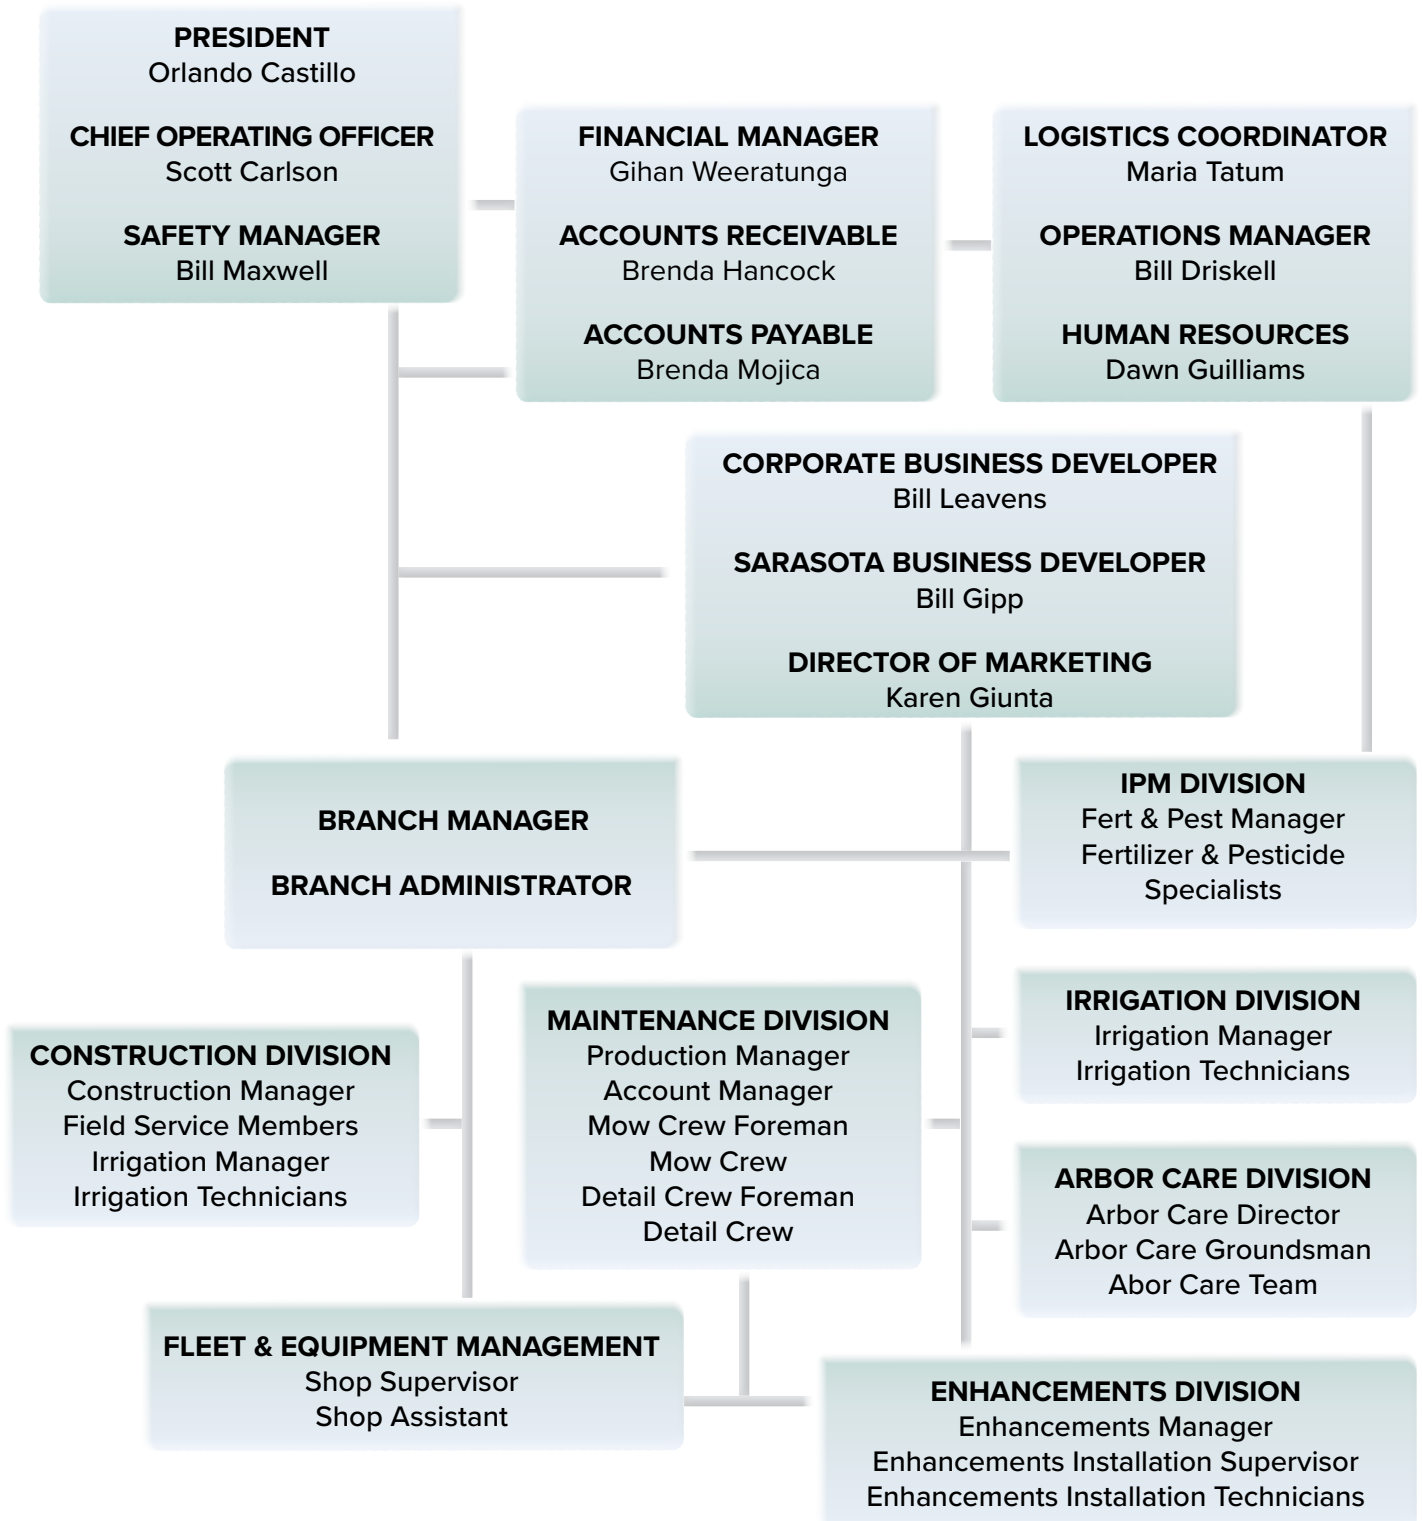 PRESIDENT
Orlando Castillo
CHIEF OPERATING OFFICER
Scott Carlson
SAFETY MANAGER
Bill Maxwell
FINANCIAL MANAGER
Gihan Weeratunga
ACCOUNTS RECEIVABLE
Brenda Hancock
ACCOUNTS PAYABLE
Brenda Mojica
LOGISTICS COORDINATOR
Maria Tatum
OPERATIONS MANAGER
Bill Driskell
HUMAN RESOURCES
Dawn Guilliams
CORPORATE BUSINESS DEVELOPER
Bill Leavens
SARASOTA BUSINESS DEVELOPER
Bill Gipp
DIRECTOR OF MARKETING
Karen Giunta
BRANCH MANAGER
BRANCH ADMINISTRATOR
IPM DIVISION
Fert & Pest Manager
Fertilizer & Pesticide
Specialists
CONSTRUCTION DIVISION
Construction Manager
Field Service Members
Irrigation Manager
Irrigation Technicians
MAINTENANCE DIVISION
Production Manager
Account Manager
Mow Crew Foreman
Mow Crew
Detail Crew Foreman
Detail Crew
IRRIGATION DIVISION
Irrigation Manager
Irrigation Technicians
ARBOR CARE DIVISION
Arbor Care Director
Arbor Care Groundsman
Abor Care Team
FLEET & EQUIPMENT MANAGEMENT
Shop Supervisor
Shop Assistant
ENHANCEMENTS DIVISION
Enhancements Manager
Enhancements Installation Supervisor
Enhancements Installation Technicians